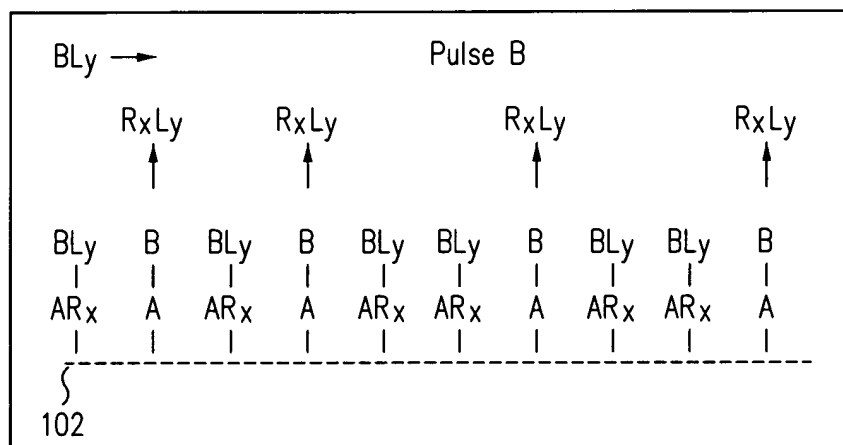 BLy → Pulse B
RxLy RxLy RxLy RxLy
BLy B BLy B BLy BLy B BLy BLy B
ARx A ARx A ARx ARx A ARx ARx A
102